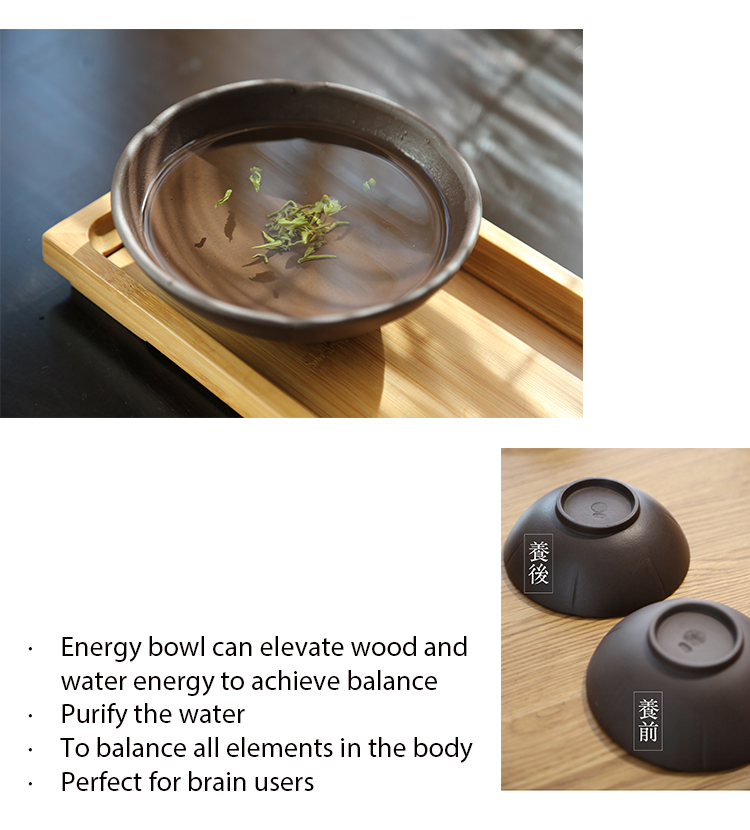 養後
養前
· Energy bowl can elevate wood and
water energy to achieve balance
· Purify the water
· To balance all elements in the body
· Perfect for brain users